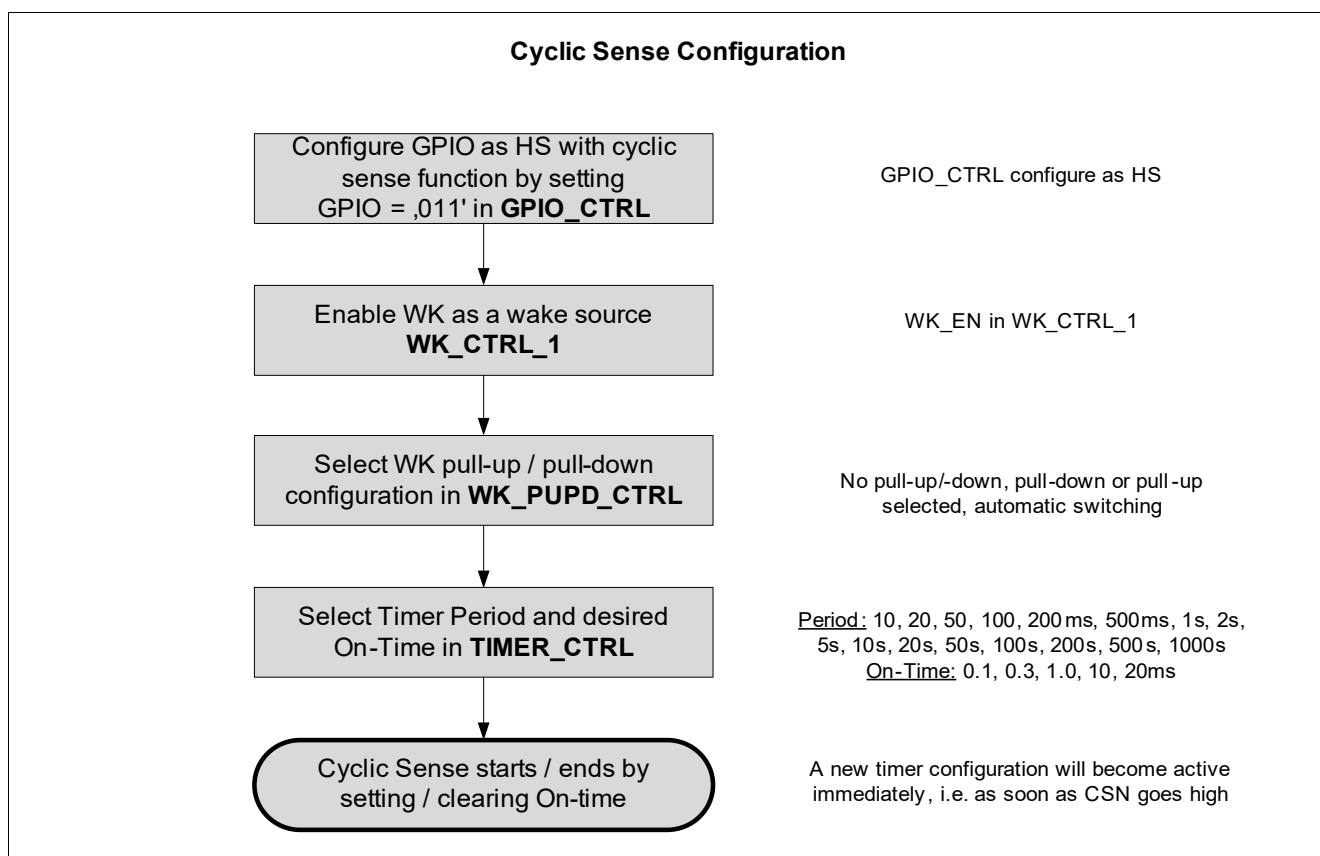 Cyclic Sense Configuration
Configure GPIO as HS with cyclic
sense function by setting
GPIO = ‚011' in GPIO_CTRL
GPIO_CTRL configure as HS
Enable WK as a wake source
WK_CTRL_1
WK_EN in WK_CTRL_1
Select WK pull-up / pull-down
configuration in WK_PUPD_CTRL
No pull-up/-down, pull-down or pull-up
selected, automatic switching
Select Timer Period and desired
On-Time in TIMER_CTRL
Period: 10, 20, 50, 100, 200ms, 500ms, 1s, 2s,
5s, 10s, 20s, 50s, 100s, 200s, 500s, 1000s
On-Time: 0.1, 0.3, 1.0, 10, 20ms
Cyclic Sense starts / ends by
setting / clearing On-time
A new timer configuration will become active
immediately, i.e. as soon as CSN goes high